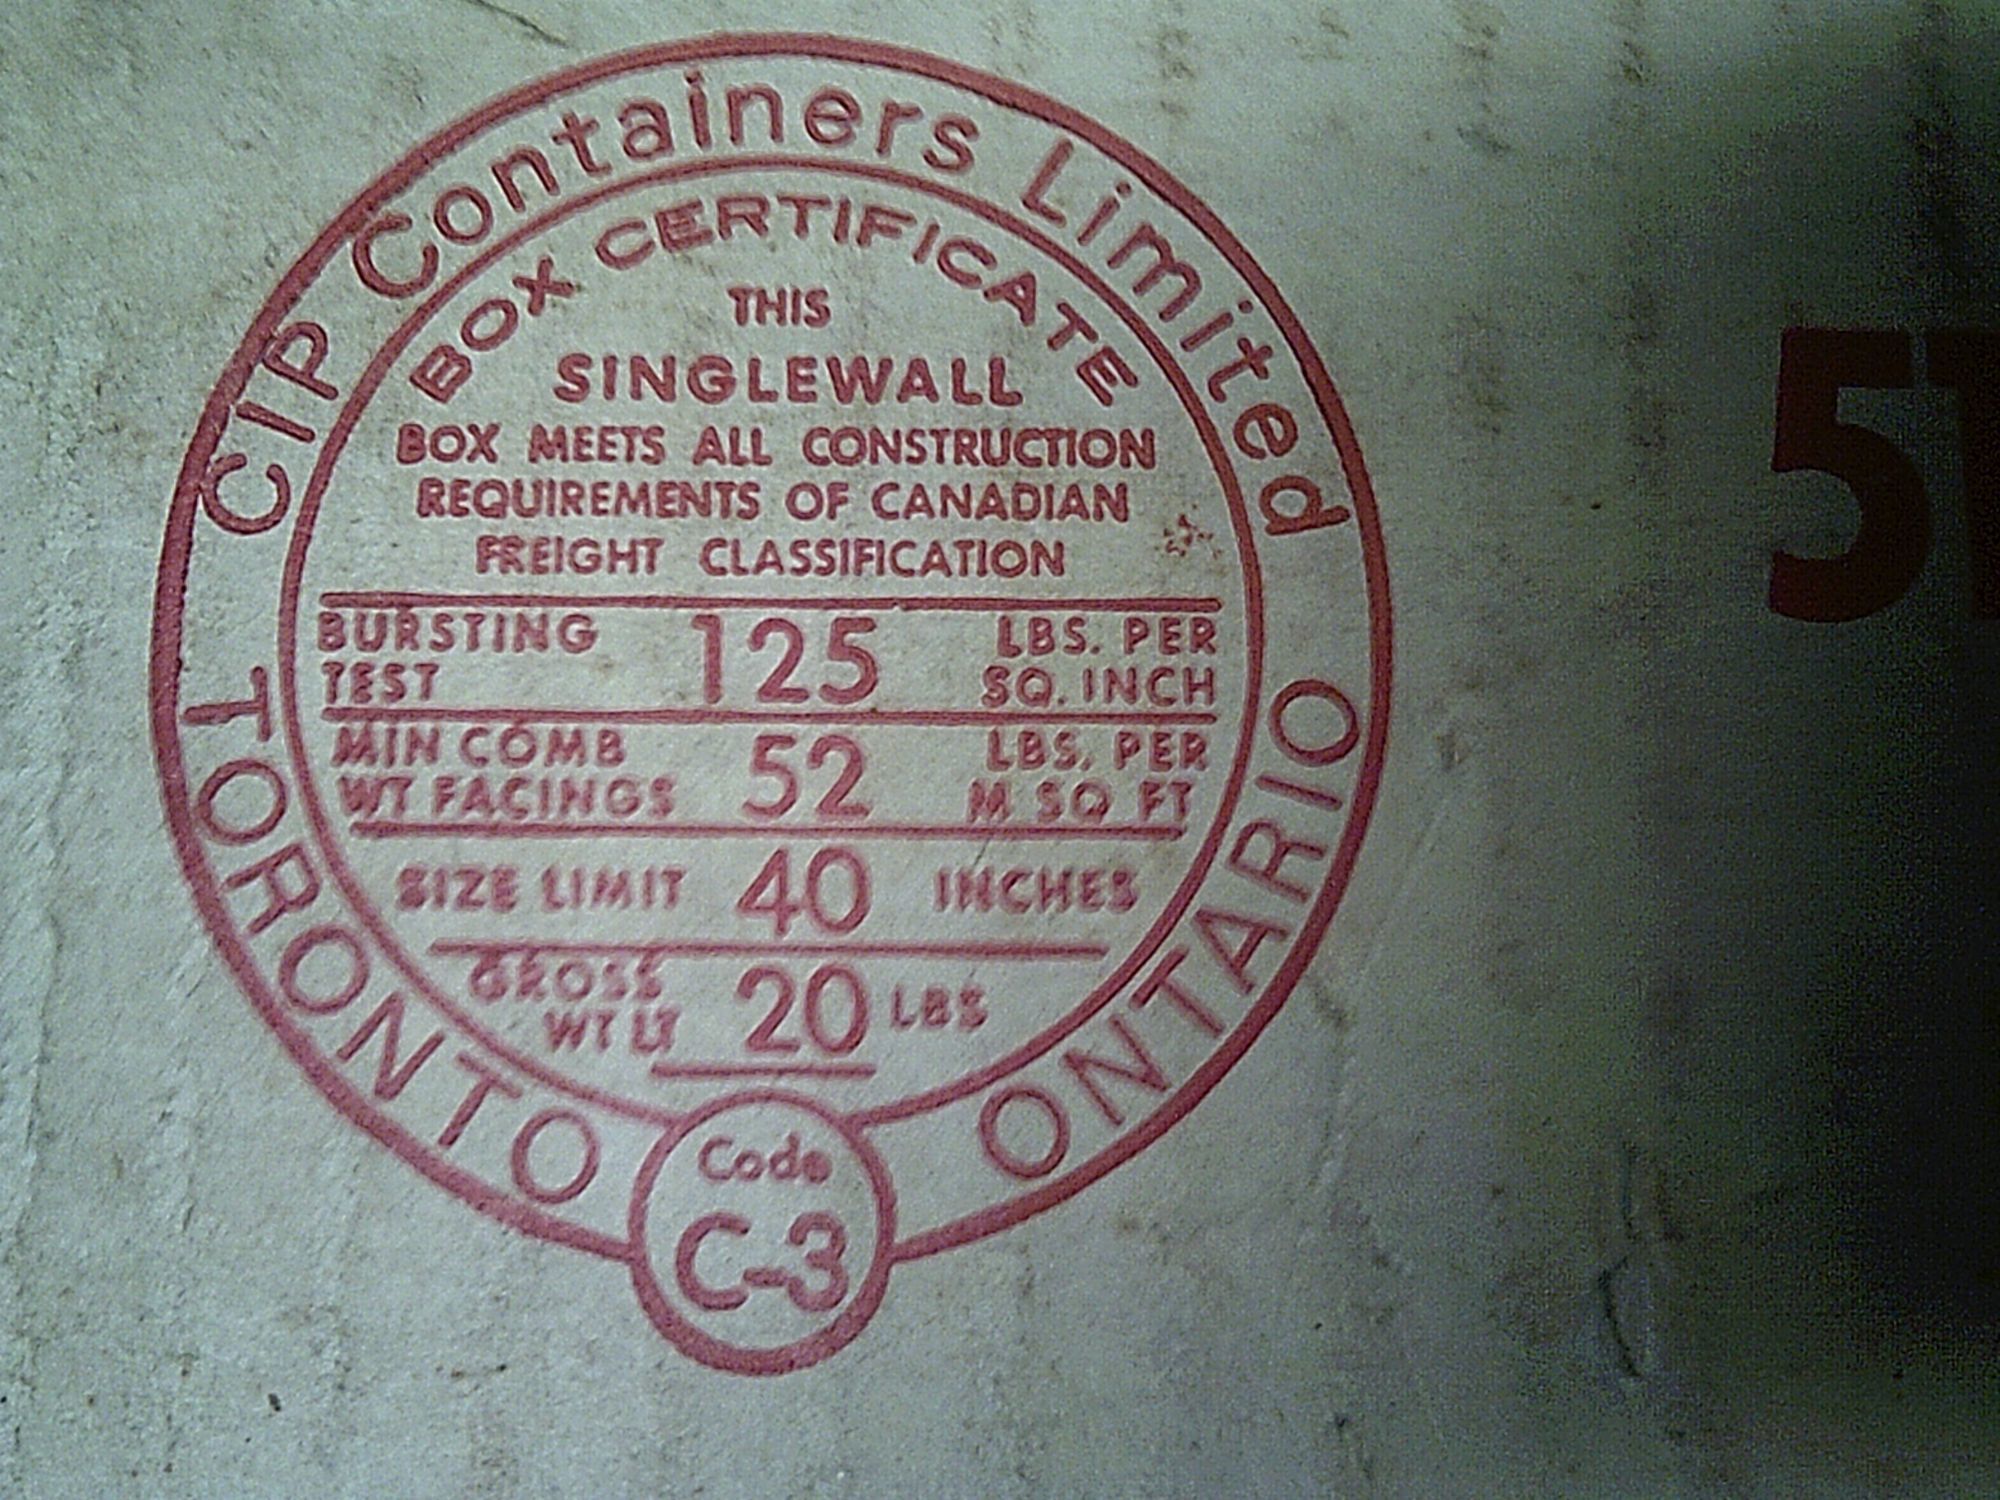 CIP Containers Limited
BOX CERTIFICATE
THIS
SINGLEWALL
BOX MEETS ALL CONSTRUCTION
REQUIREMENTS OF CANADIAN
FREIGHT CLASSIFICATION
BURSTING TEST 125 LBS. PER SQ. INCH
MIN COMB WT FACINGS 52 LBS. PER M SQ FT
SIZE LIMIT 40 INCHES
GROSS WT LT 20 LBS
TORONTO ONTARIO
Code
C-3
5